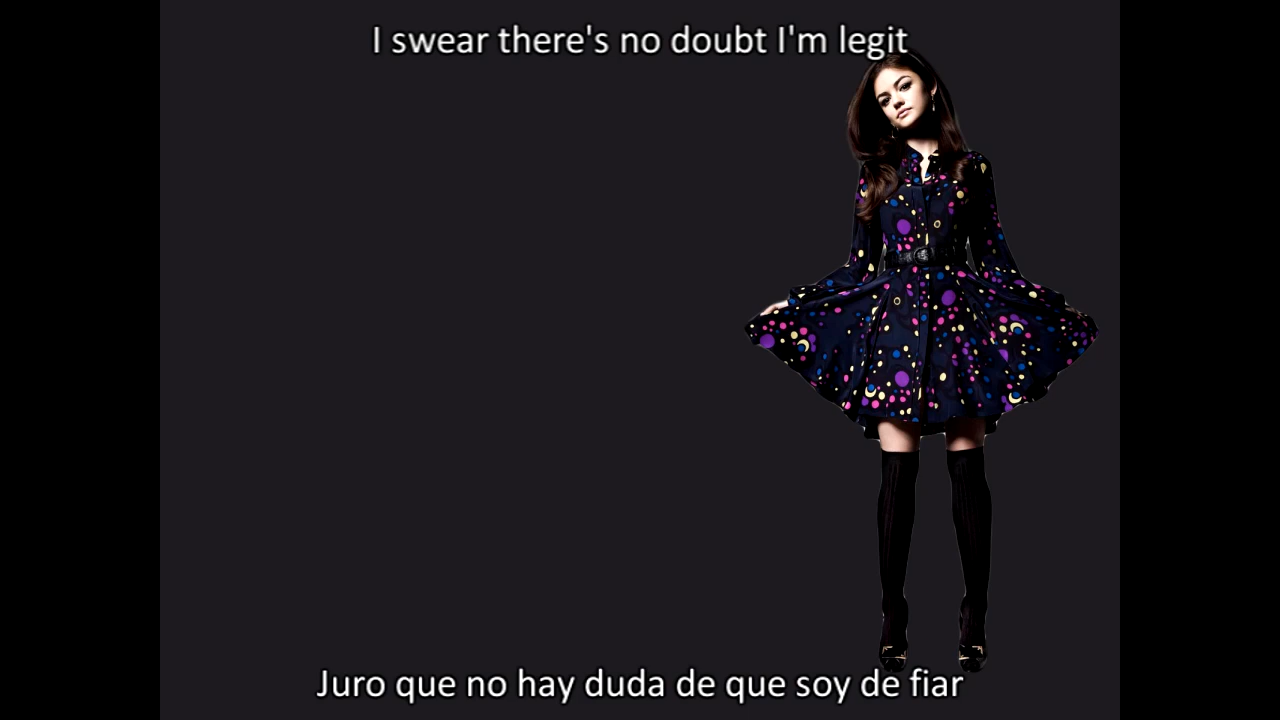 I swear there's no doubt I'm legit
Juro que no hay duda de que soy de fiar